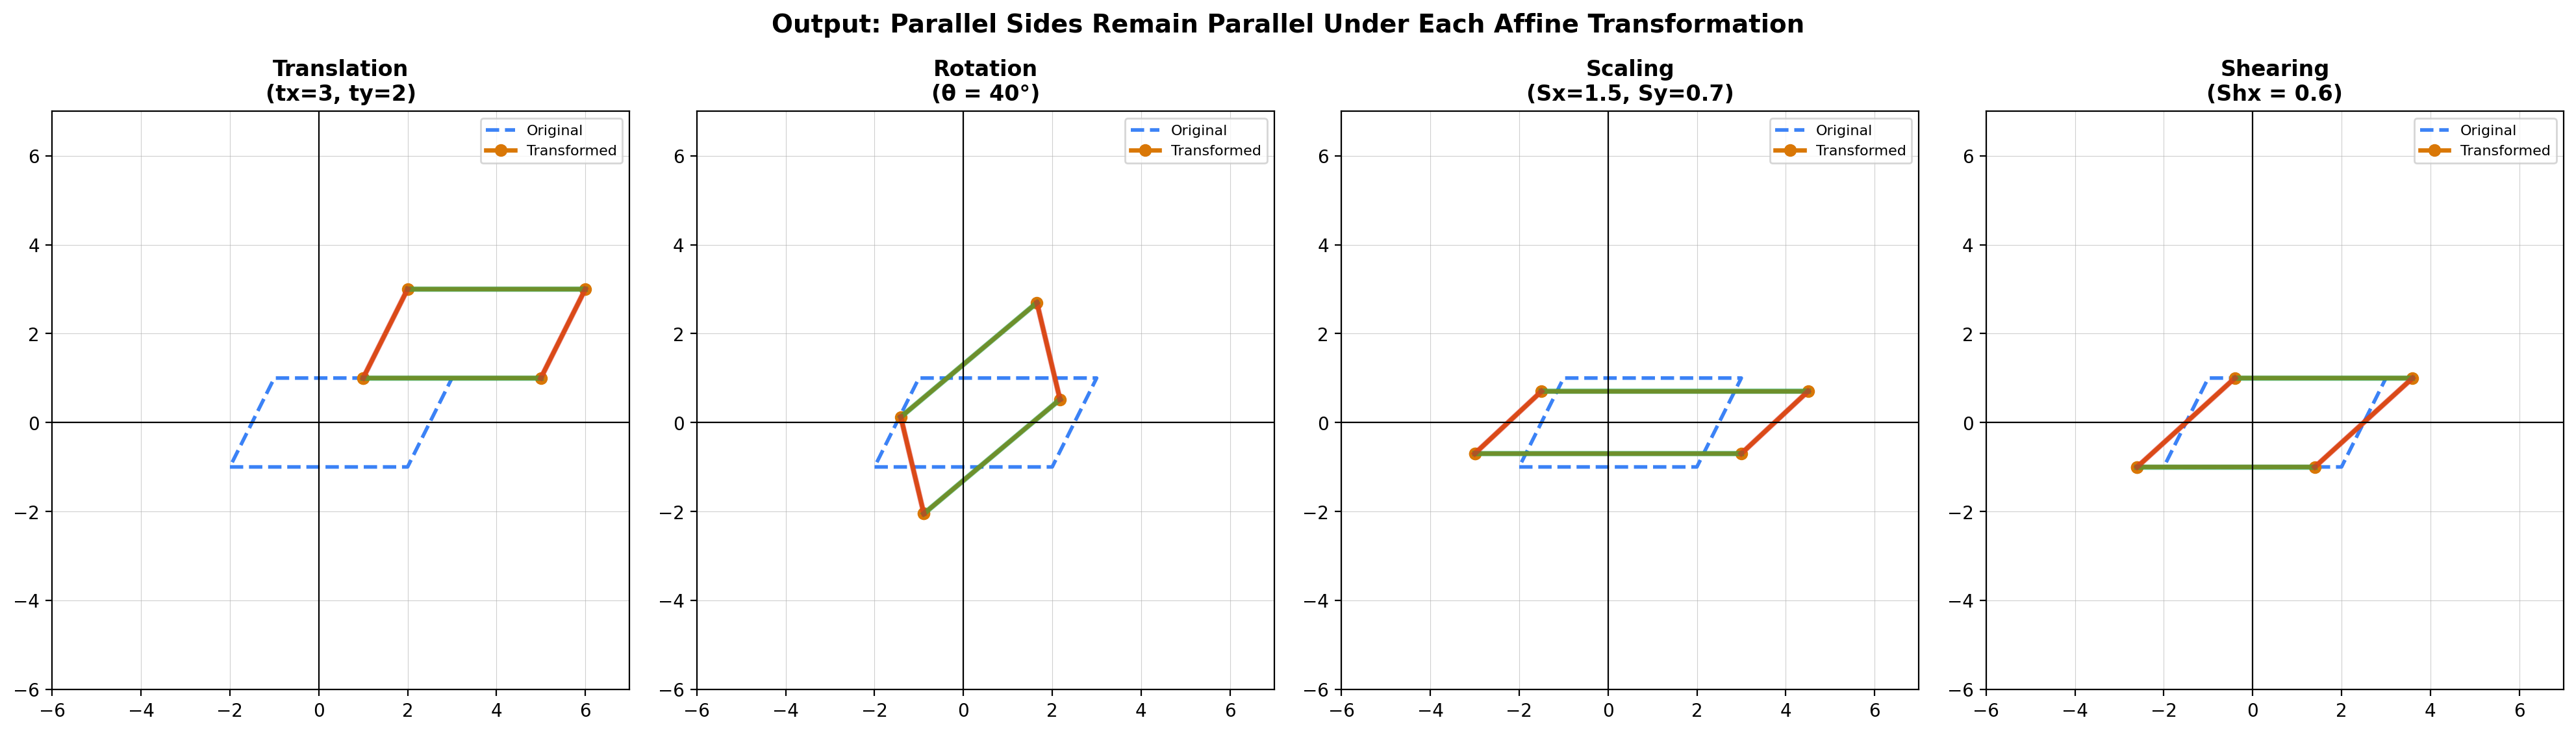 Output: Parallel Sides Remain Parallel Under Each Affine Transformation
Translation
(tx=3, ty=2)
Original
Transformed
6
4
2
0
−2
−4
−6
−6 −4 −2 0 2 4 6
Rotation
(θ = 40°)
Original
Transformed
6
4
2
0
−2
−4
−6
−6 −4 −2 0 2 4 6
Scaling
(Sx=1.5, Sy=0.7)
Original
Transformed
6
4
2
0
−2
−4
−6
−6 −4 −2 0 2 4 6
Shearing
(Shx = 0.6)
Original
Transformed
6
4
2
0
−2
−4
−6
−6 −4 −2 0 2 4 6